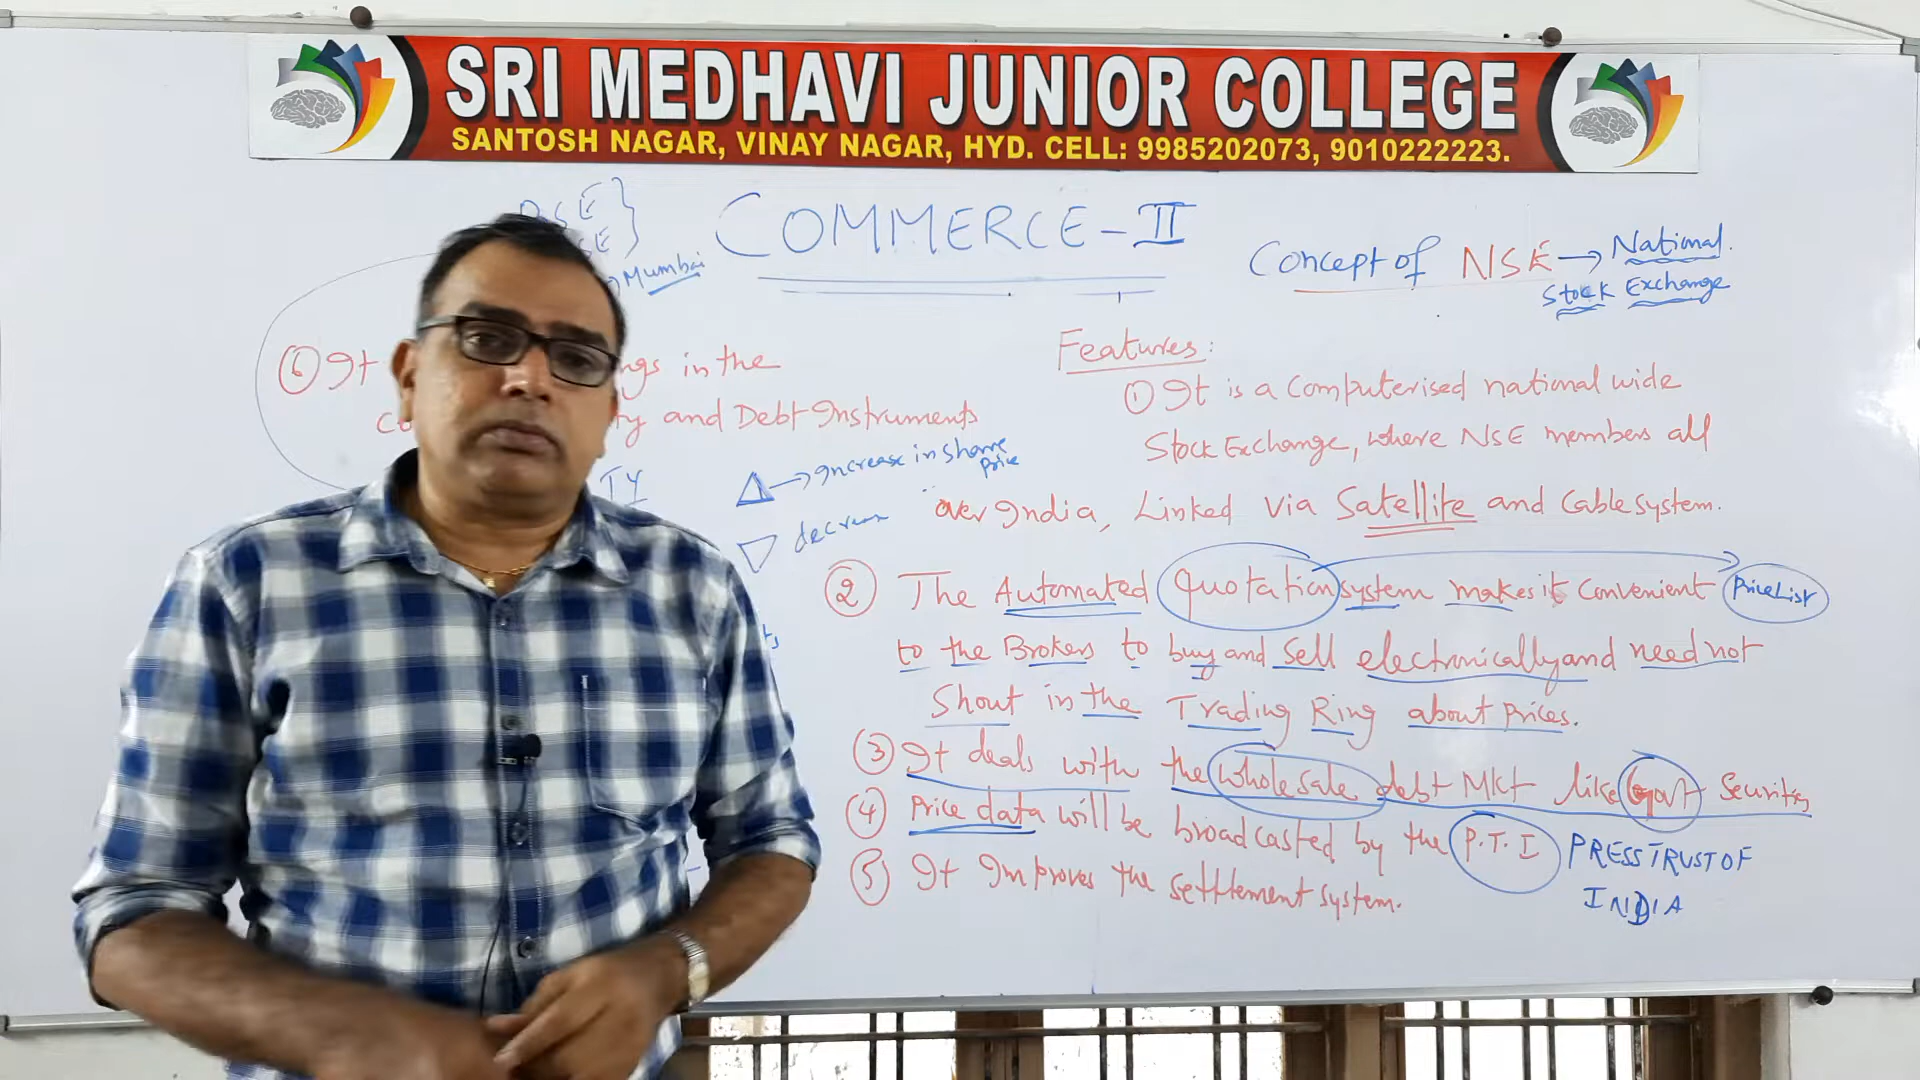 SRI MEDHAVI JUNIOR COLLEGE
SANTOSH NAGAR, VINAY NAGAR, HYD. CELL: 9985202073, 9010222223.
COMMERCE - II
Mumbai
Concept of NSE → National
Stock Exchange
Features:
① It is a Computerised national wide
Stock Exchange, where NSE members all
over India, Linked Via Satellite and Cable system.
② The Automated Quotation system makes it Convenient Price List
to the Brokers to buy and Sell electronically and need not
Shout in the Trading Ring about Prices.
③ It deals with the whole sale debt Mkt like Govt Securities
④ Price data will be broadcasted by the P.T.I PRESS TRUST OF
INDIA
⑤ It Improves the Settlement system.
⑥ It in the
and Debt Instruments
△ → Increase in Share
Price
▽ decrease